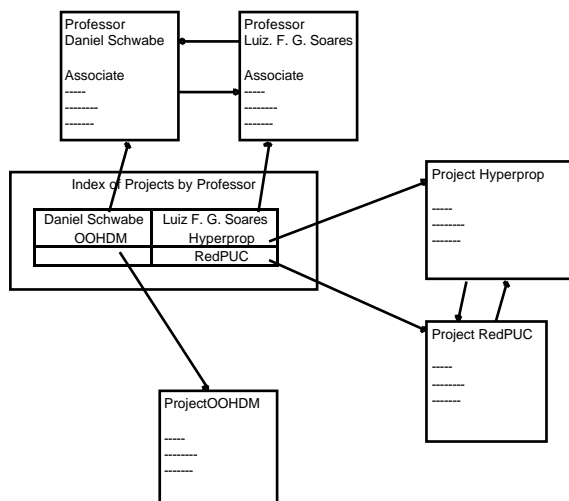 Professor
Daniel Schwabe
Associate
-----
--------
-------
Professor
Luiz. F. G. Soares
Associate
-----
--------
-------
Index of Projects by Professor
Daniel Schwabe
OOHDM
Luiz F. G. Soares
Hyperprop
RedPUC
Project Hyperprop
-----
--------
-------
Project RedPUC
-----
--------
-------
ProjectOOHDM
-----
--------
-------